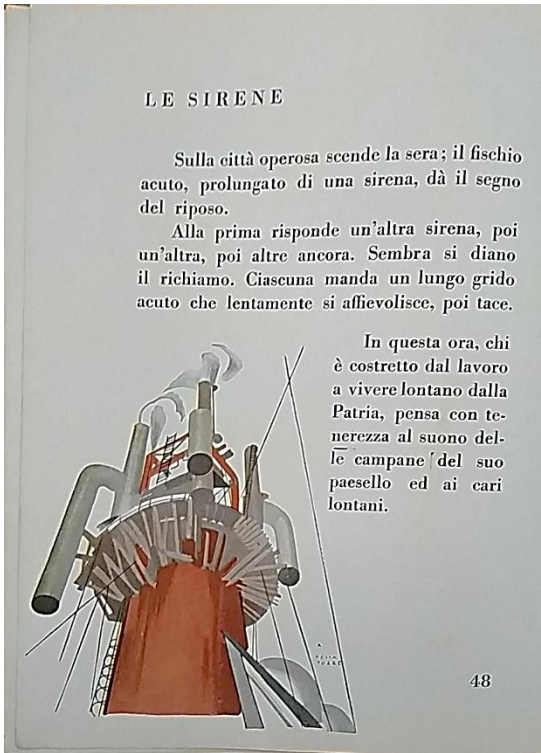 LE SIRENE
Sulla città operosa scende la sera; il fischio
acuto, prolungato di una sirena, dà il segno
del riposo.
Alla prima risponde un'altra sirena, poi
un'altra, poi altre ancora. Sembra si diano
il richiamo. Ciascuna manda un lungo grido
acuto che lentamente si affievolisce, poi tace.
In questa ora, chi
è costretto dal lavoro
a vivere lontano dalla
Patria, pensa con te-
nerezza al suono del-
le campane del suo
paesello ed ai cari
lontani.
48